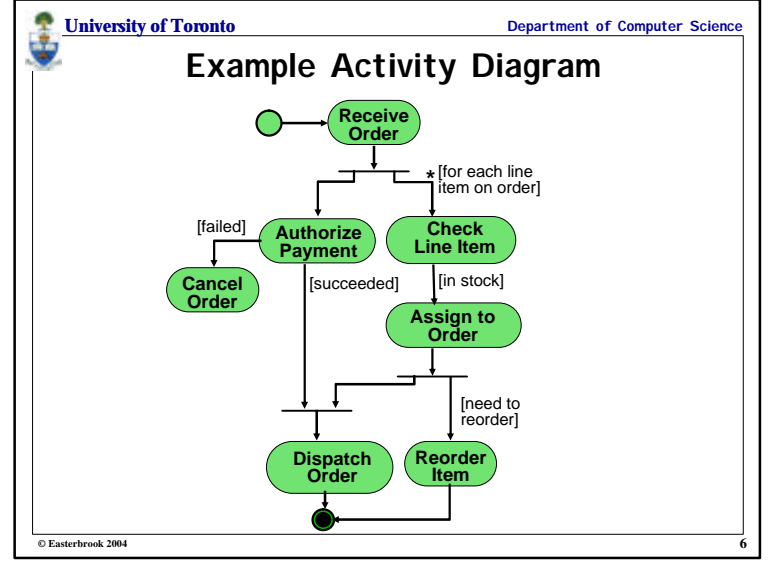 University of Toronto
Department of Computer Science
Example Activity Diagram
Receive
Order
* [for each line
item on order]
[failed]
Authorize
Payment
Check
Line Item
Cancel
Order
[succeeded]
[in stock]
Assign to
Order
[need to
reorder]
Dispatch
Order
Reorder
Item
© Easterbrook 2004
6